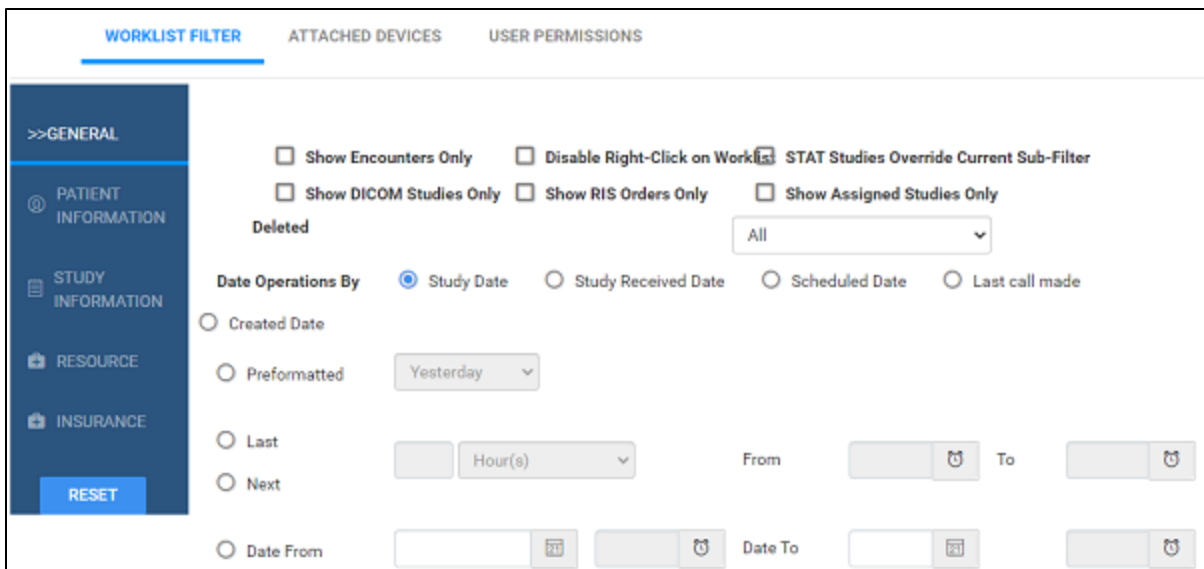 WORKLIST FILTER ATTACHED DEVICES USER PERMISSIONS
>>GENERAL
PATIENT
INFORMATION
STUDY
INFORMATION
RESOURCE
INSURANCE
RESET
Show Encounters Only Disable Right-Click on Worklist STAT Studies Override Current Sub-Filter
Show DICOM Studies Only Show RIS Orders Only Show Assigned Studies Only
Deleted All
Date Operations By Study Date Study Received Date Scheduled Date Last call made
Created Date
Preformatted Yesterday
Last
Hour(s) From To
Next
Date From 21 Date To 21